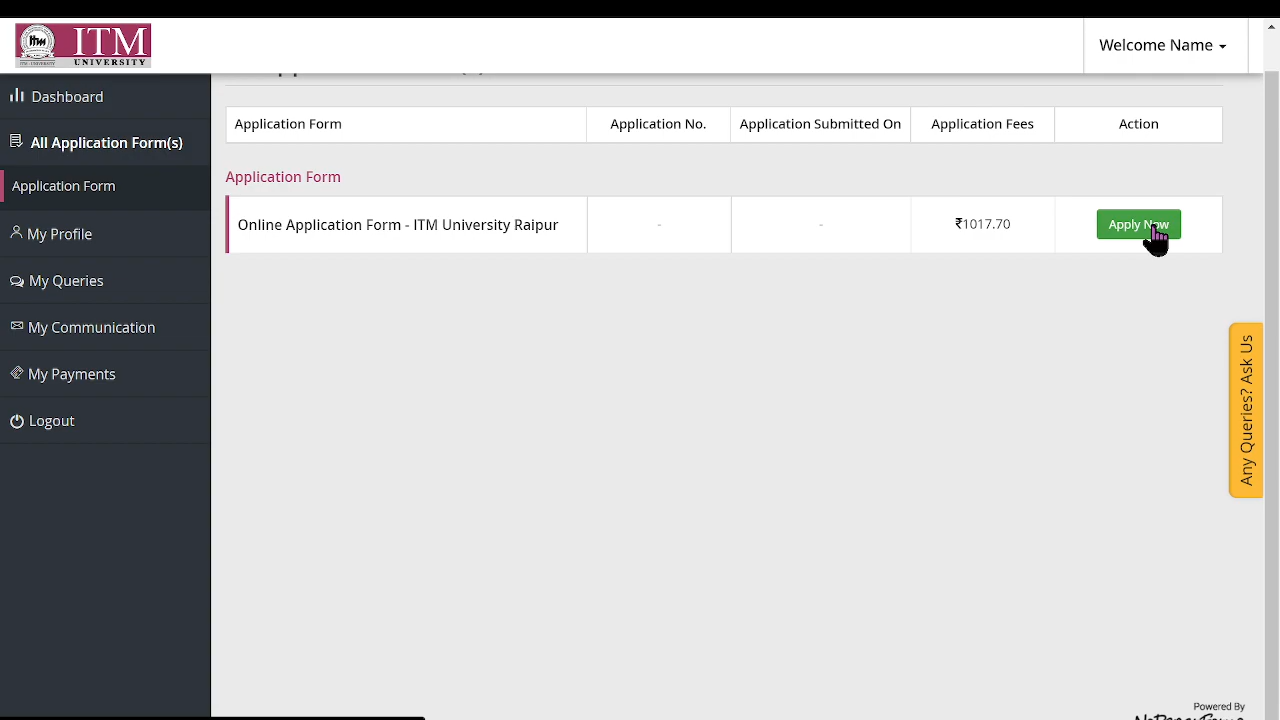 ITM
UNIVERSITY
ITM - UNIVERSITY
Welcome Name
Dashboard
All Application Form(s)
Application Form
My Profile
My Queries
My Communication
My Payments
Logout
Application Form Application No. Application Submitted On Application Fees Action
Application Form
Online Application Form - ITM University Raipur - - ₹1017.70 Apply Now
Any Queries? Ask Us
Powered By